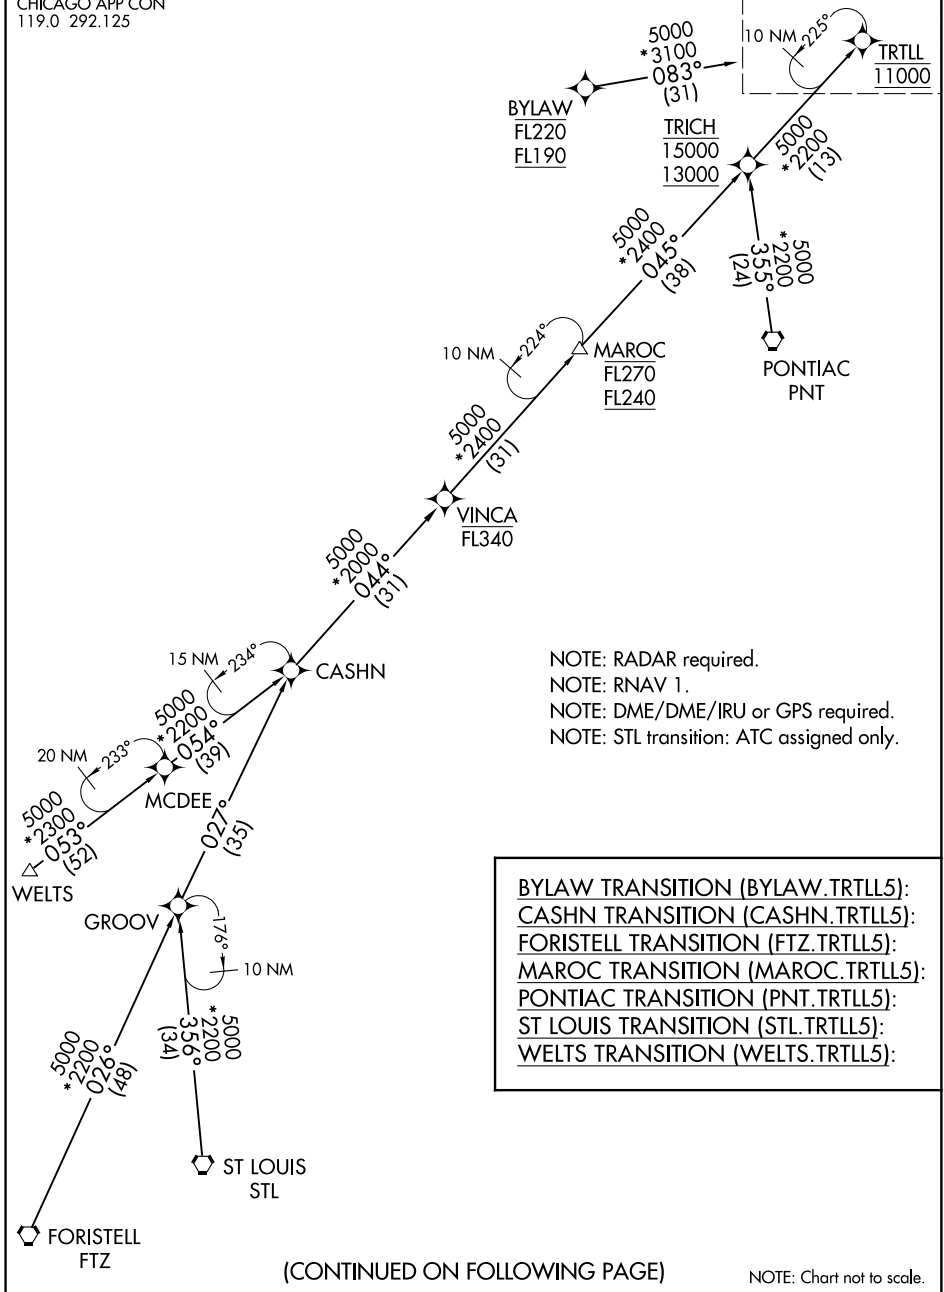 CHICAGO APP CON
119.0 292.125
5000
*3100
083°
(31)
10 NM
225°
TRTLL
11000
BYLAW
FL220
FL190
TRICH
15000
13000
5000
*2200
(13)
5000
*2400
045°
(38)
5000
*2200
355°
(24)
10 NM
224°
MAROC
FL270
FL240
PONTIAC
PNT
5000
*2400
(31)
VINCA
FL340
5000
*2000
044°
(31)
15 NM
234°
CASHN
NOTE: RADAR required.
NOTE: RNAV 1.
NOTE: DME/DME/IRU or GPS required.
NOTE: STL transition: ATC assigned only.
5000
*2200
054°
(39)
20 NM
233°
MCDEE
5000
*2300
053°
(52)
WELTS
027°
(35)
GROOV
176°
10 NM
BYLAW TRANSITION (BYLAW.TRTLL5):
CASHN TRANSITION (CASHN.TRTLL5):
FORISTELL TRANSITION (FTZ.TRTLL5):
MAROC TRANSITION (MAROC.TRTLL5):
PONTIAC TRANSITION (PNT.TRTLL5):
ST LOUIS TRANSITION (STL.TRTLL5):
WELTS TRANSITION (WELTS.TRTLL5):
5000
*2200
026°
(48)
5000
*2200
356°
(34)
ST LOUIS
STL
FORISTELL
FTZ
(CONTINUED ON FOLLOWING PAGE)
NOTE: Chart not to scale.